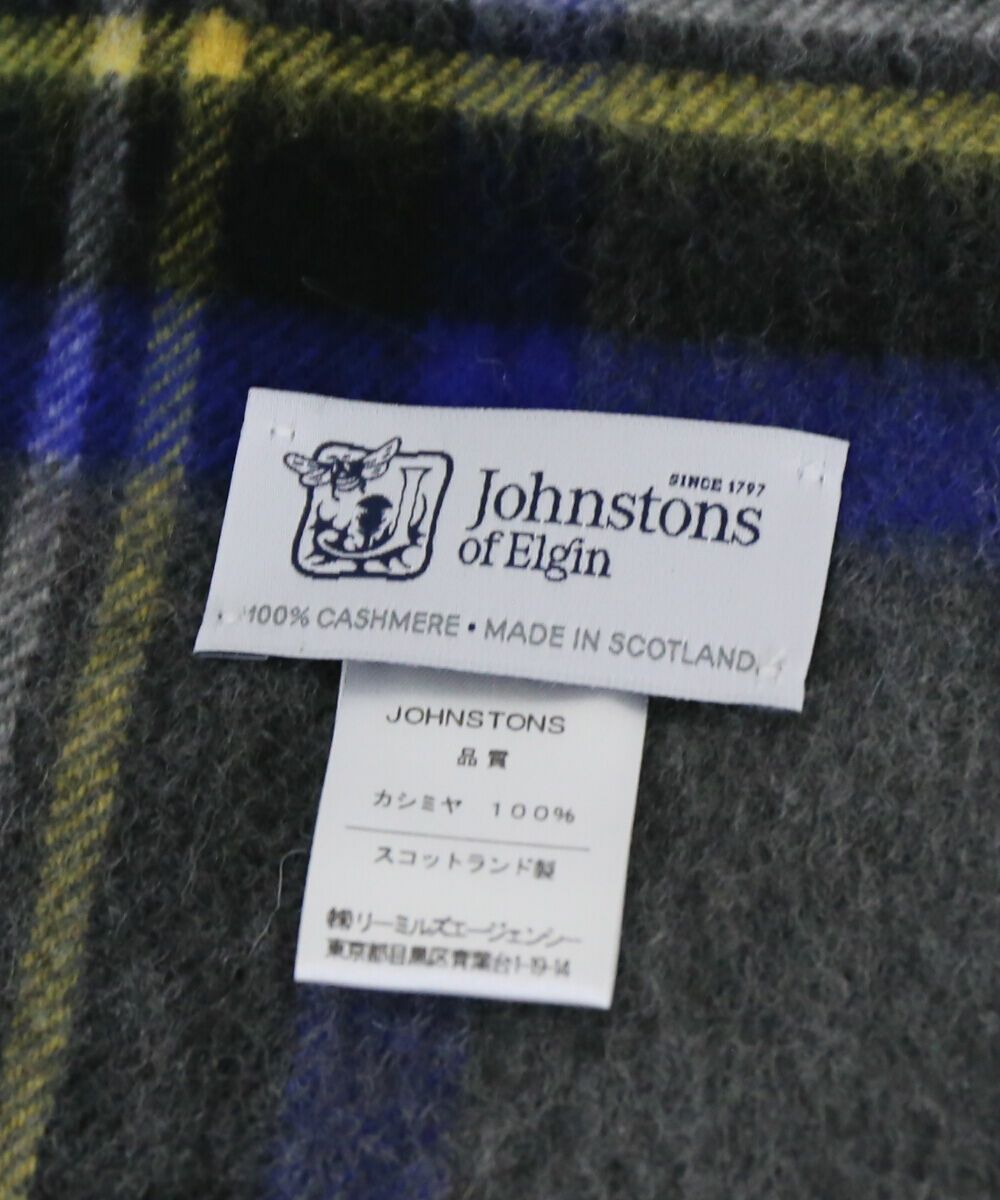 SINCE 1797
Johnstons
of Elgin
100% CASHMERE • MADE IN SCOTLAND.
JOHNSTONS
品質
カシミヤ 100%
スコットランド製
㈱リーミルズエージェンシー
東京都目黒区青葉台1-19-14